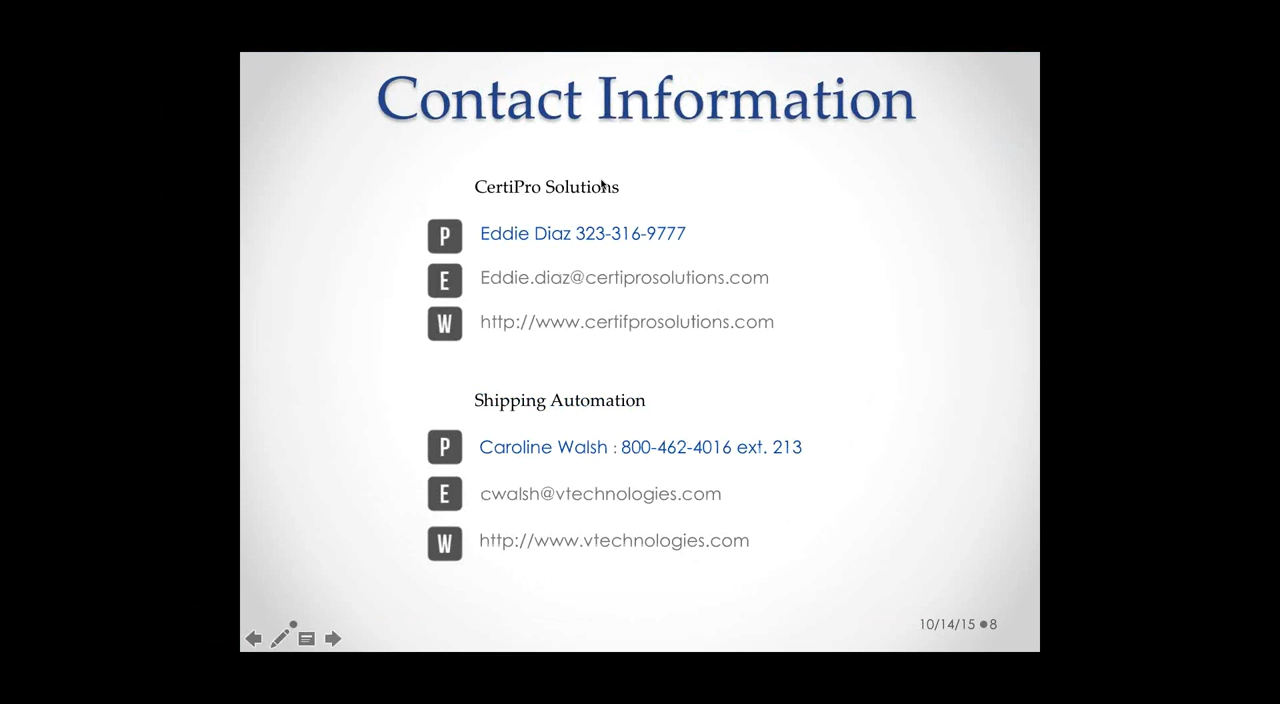 Contact Information
CertiPro Solutions
P Eddie Diaz 323-316-9777
E Eddie.diaz@certiprosolutions.com
W http://www.certifprosolutions.com
Shipping Automation
P Caroline Walsh : 800-462-4016 ext. 213
E cwalsh@vtechnologies.com
W http://www.vtechnologies.com
10/14/15 ●8